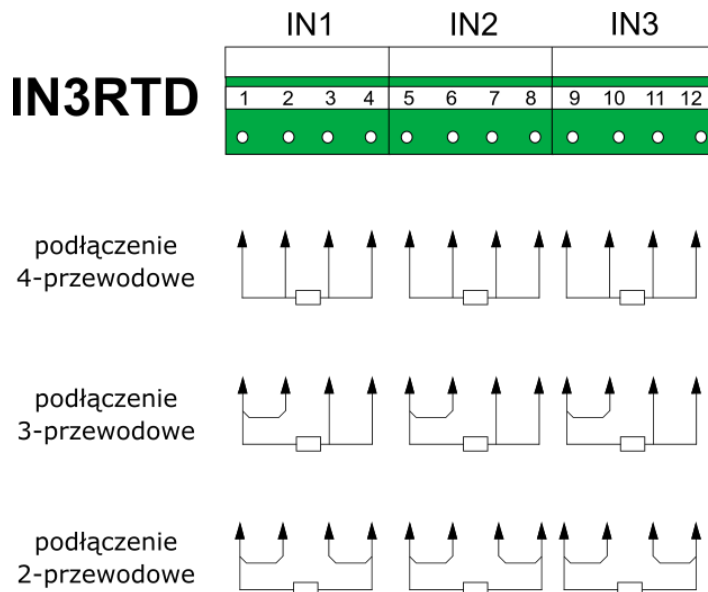 IN1 IN2 IN3
IN3RTD
1 2 3 4 5 6 7 8 9 10 11 12
podłączenie
4-przewodowe
podłączenie
3-przewodowe
podłączenie
2-przewodowe